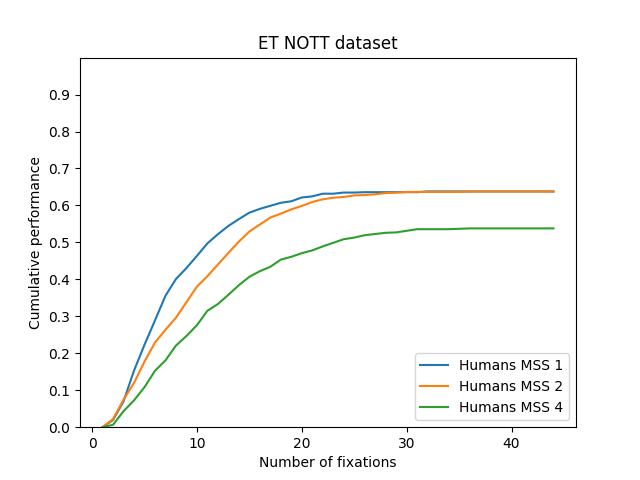 ET NOTT dataset
Cumulative performance
0.9
0.8
0.7
0.6
0.5
0.4
0.3
0.2
0.1
0.0
0
10
20
30
40
Number of fixations
Humans MSS 1
Humans MSS 2
Humans MSS 4